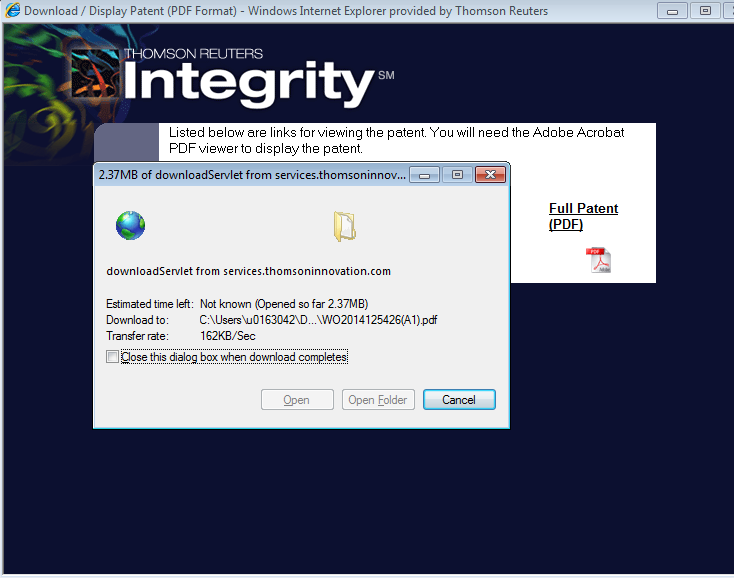 Download / Display Patent (PDF Format) - Windows Internet Explorer provided by Thomson Reuters
THOMSON REUTERS
Integrity SM
Listed below are links for viewing the patent. You will need the Adobe Acrobat
PDF viewer to display the patent.
Full Patent
(PDF)
PDF
Adobe
2.37MB of downloadServlet from services.thomsoninnov...
downloadServlet from services.thomsoninnovation.com
Estimated time left: Not known (Opened so far 2.37MB)
Download to: C:\Users\u0163042\D...\WO2014125426(A1).pdf
Transfer rate: 162KB/Sec
Close this dialog box when download completes
Open Open Folder Cancel